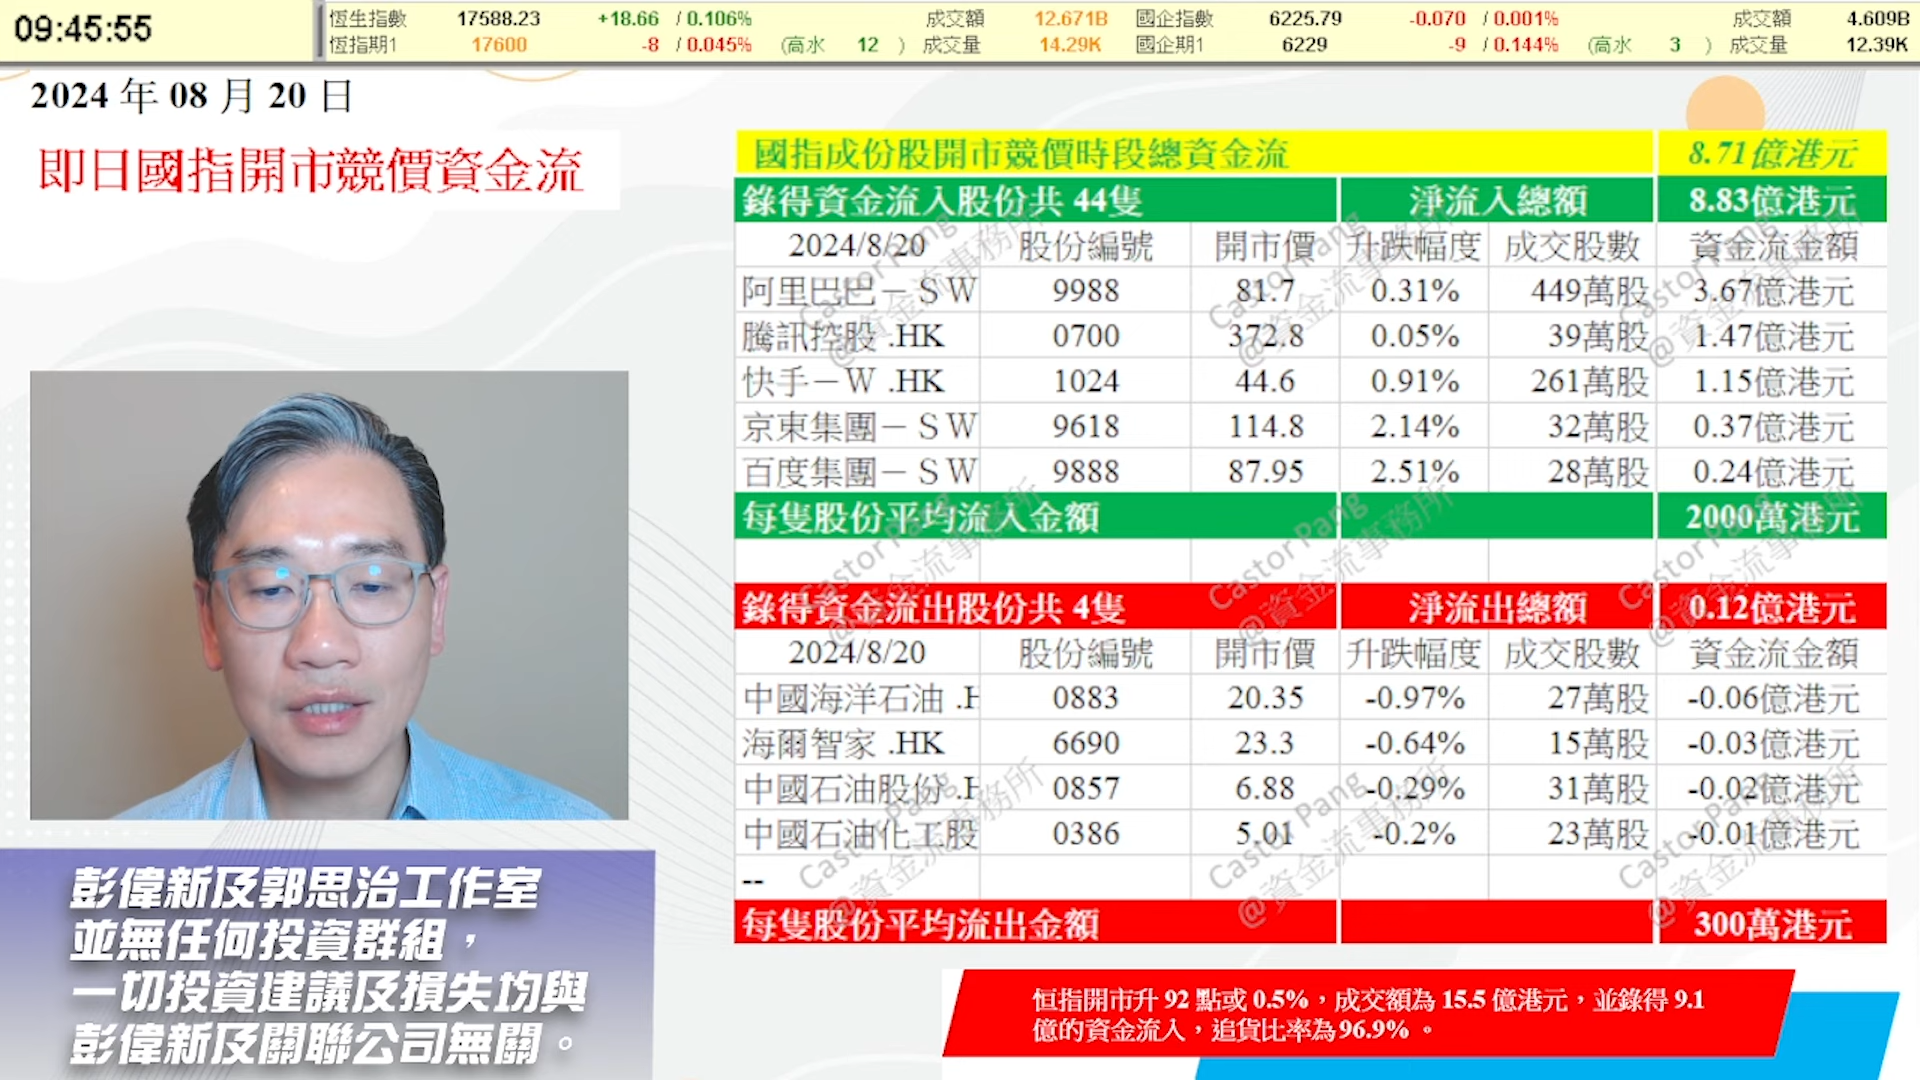 09:45:55
恆生指數 17588.23 +18.66 / 0.106% 成交額 12.671B 國企指數 6225.79 -0.070 / 0.001% 成交額 4.609B
恆指期1 17600 -8 / 0.045% (高水 12 ) 成交量 14.29K 國企期1 6229 -9 / 0.144% (高水 3 ) 成交量 12.39K
2024 年 08 月 20 日
即日國指開市競價資金流
國指成份股開市競價時段總資金流 8.71億港元
錄得資金流入股份共 44隻 淨流入總額 8.83億港元
2024/8/20 股份編號 開市價 升跌幅度 成交股數 資金流金額
阿里巴巴－ＳＷ 9988 81.7 0.31% 449萬股 3.67億港元
騰訊控股 .HK 0700 372.8 0.05% 39萬股 1.47億港元
快手－W .HK 1024 44.6 0.91% 261萬股 1.15億港元
京東集團－ＳＷ 9618 114.8 2.14% 32萬股 0.37億港元
百度集團－ＳＷ 9888 87.95 2.51% 28萬股 0.24億港元
每隻股份平均流入金額 2000萬港元
錄得資金流出股份共 4隻 淨流出總額 0.12億港元
2024/8/20 股份編號 開市價 升跌幅度 成交股數 資金流金額
中國海洋石油 .H 0883 20.35 -0.97% 27萬股 -0.06億港元
海爾智家 .HK 6690 23.3 -0.64% 15萬股 -0.03億港元
中國石油股份 .H 0857 6.88 -0.29% 31萬股 -0.02億港元
中國石油化工股 0386 5.01 -0.2% 23萬股 -0.01億港元
--
每隻股份平均流出金額 300萬港元
Castor Pang
@資金流事務所
彭偉新及郭思治工作室
並無任何投資群組，
一切投資建議及損失均與
彭偉新及關聯公司無關。
恒指開市升 92 點或 0.5%，成交額為 15.5 億港元，並錄得 9.1
億的資金流入，追貨比率為 96.9% 。